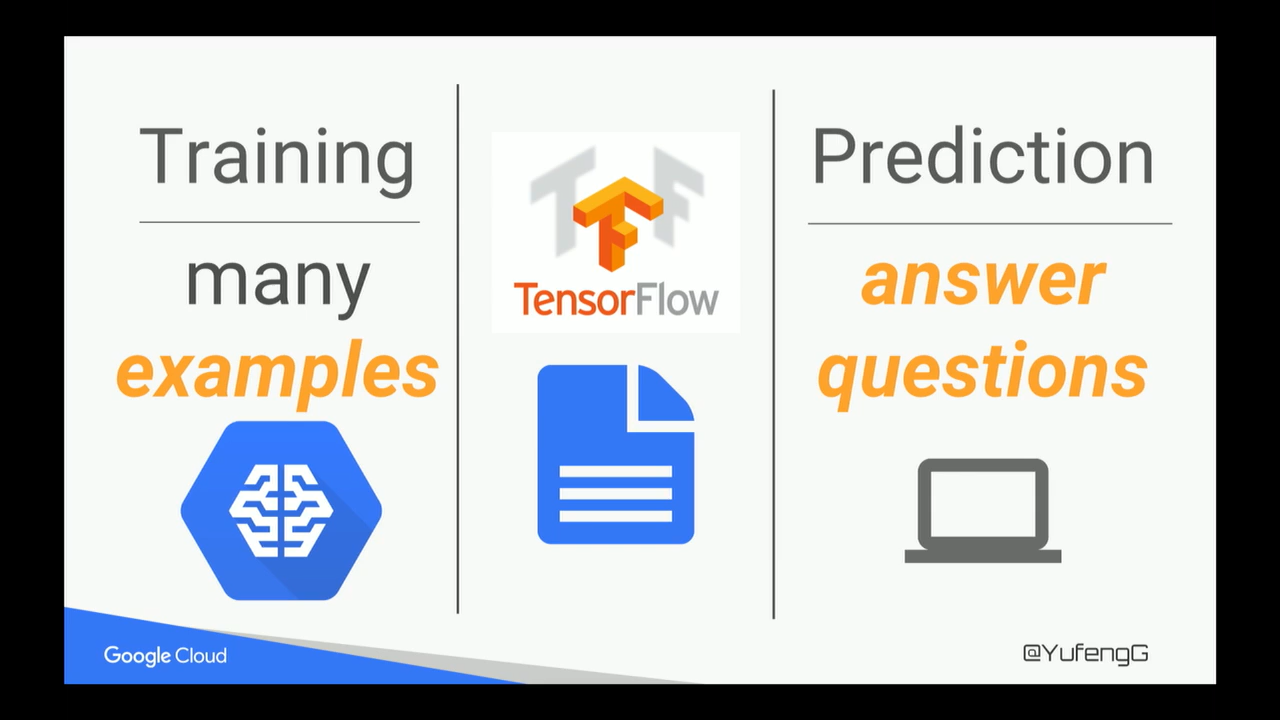 Training
many
examples
TensorFlow
Prediction
answer
questions
Google Cloud
@YufengG